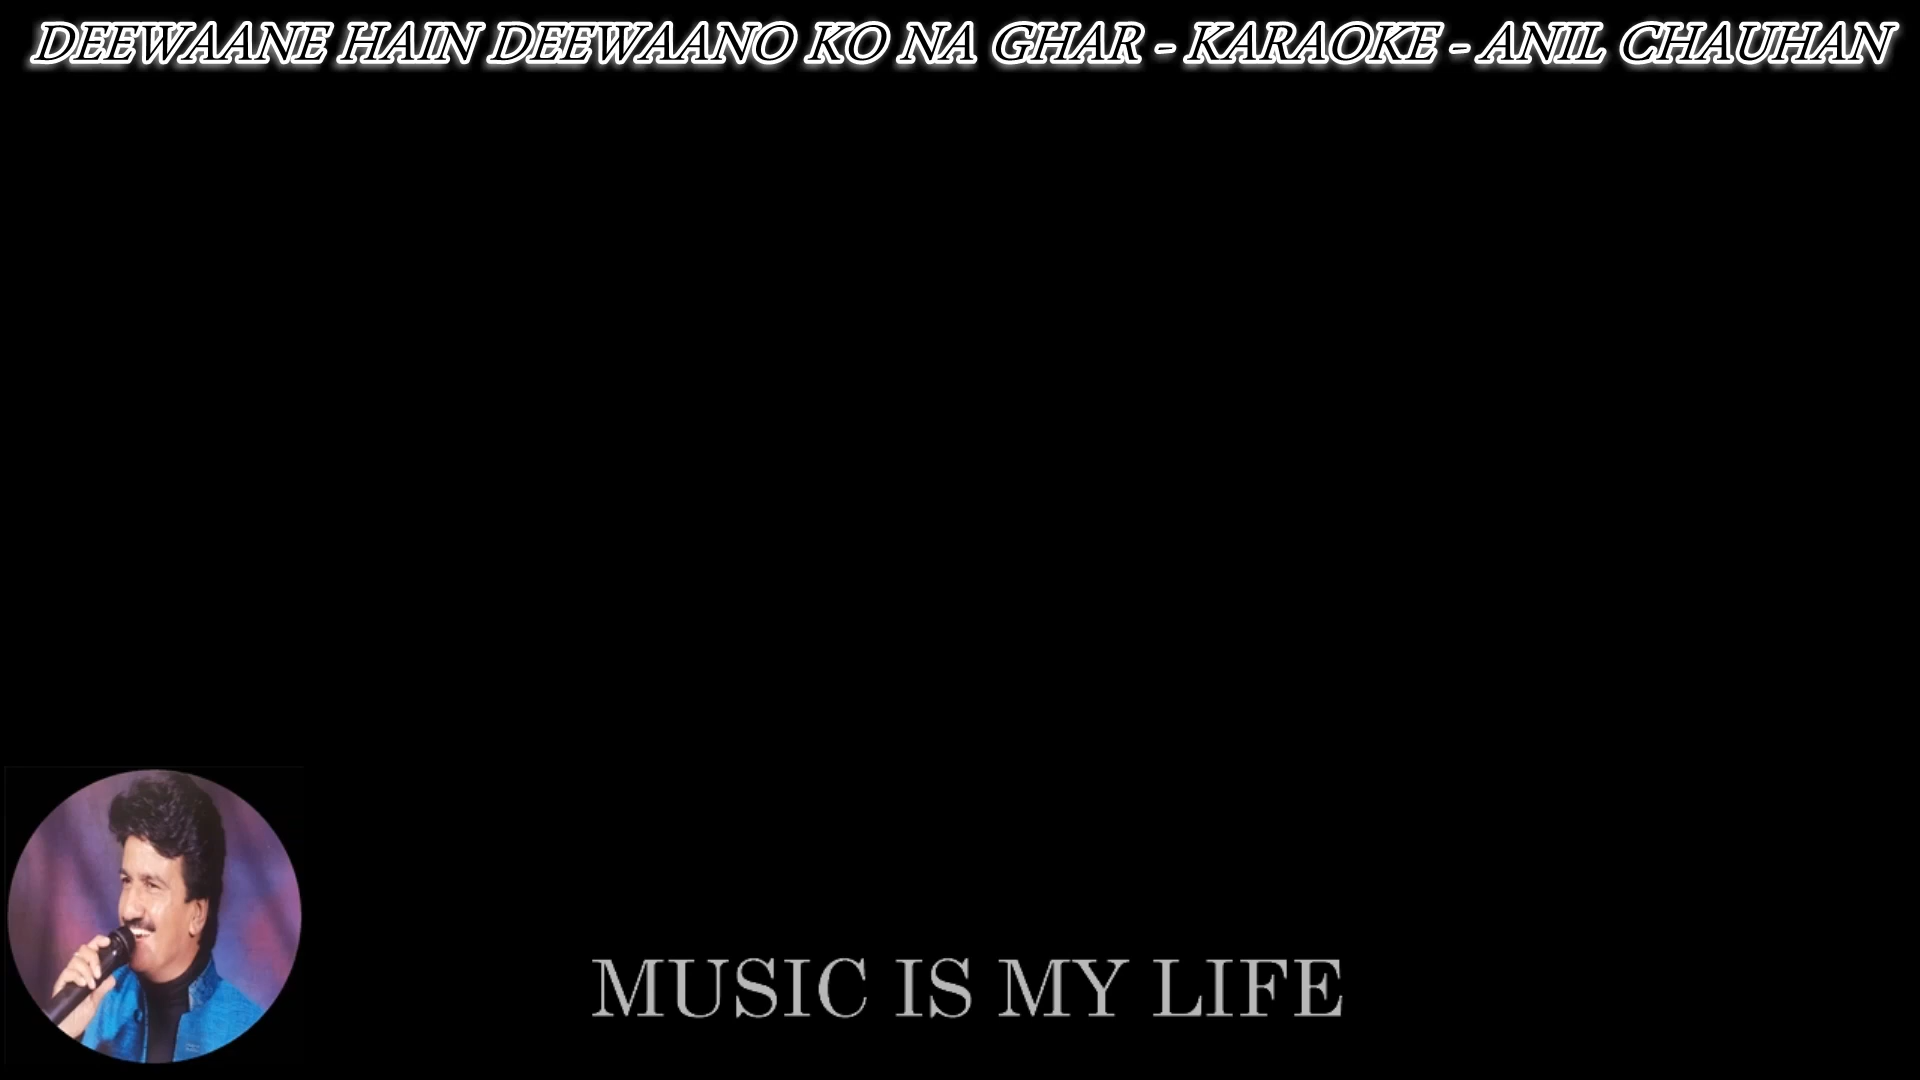 DEEWAANE HAIN DEEWAANO KO NA GHAR - KARAOKE - ANIL CHAUHAN
MUSIC IS MY LIFE